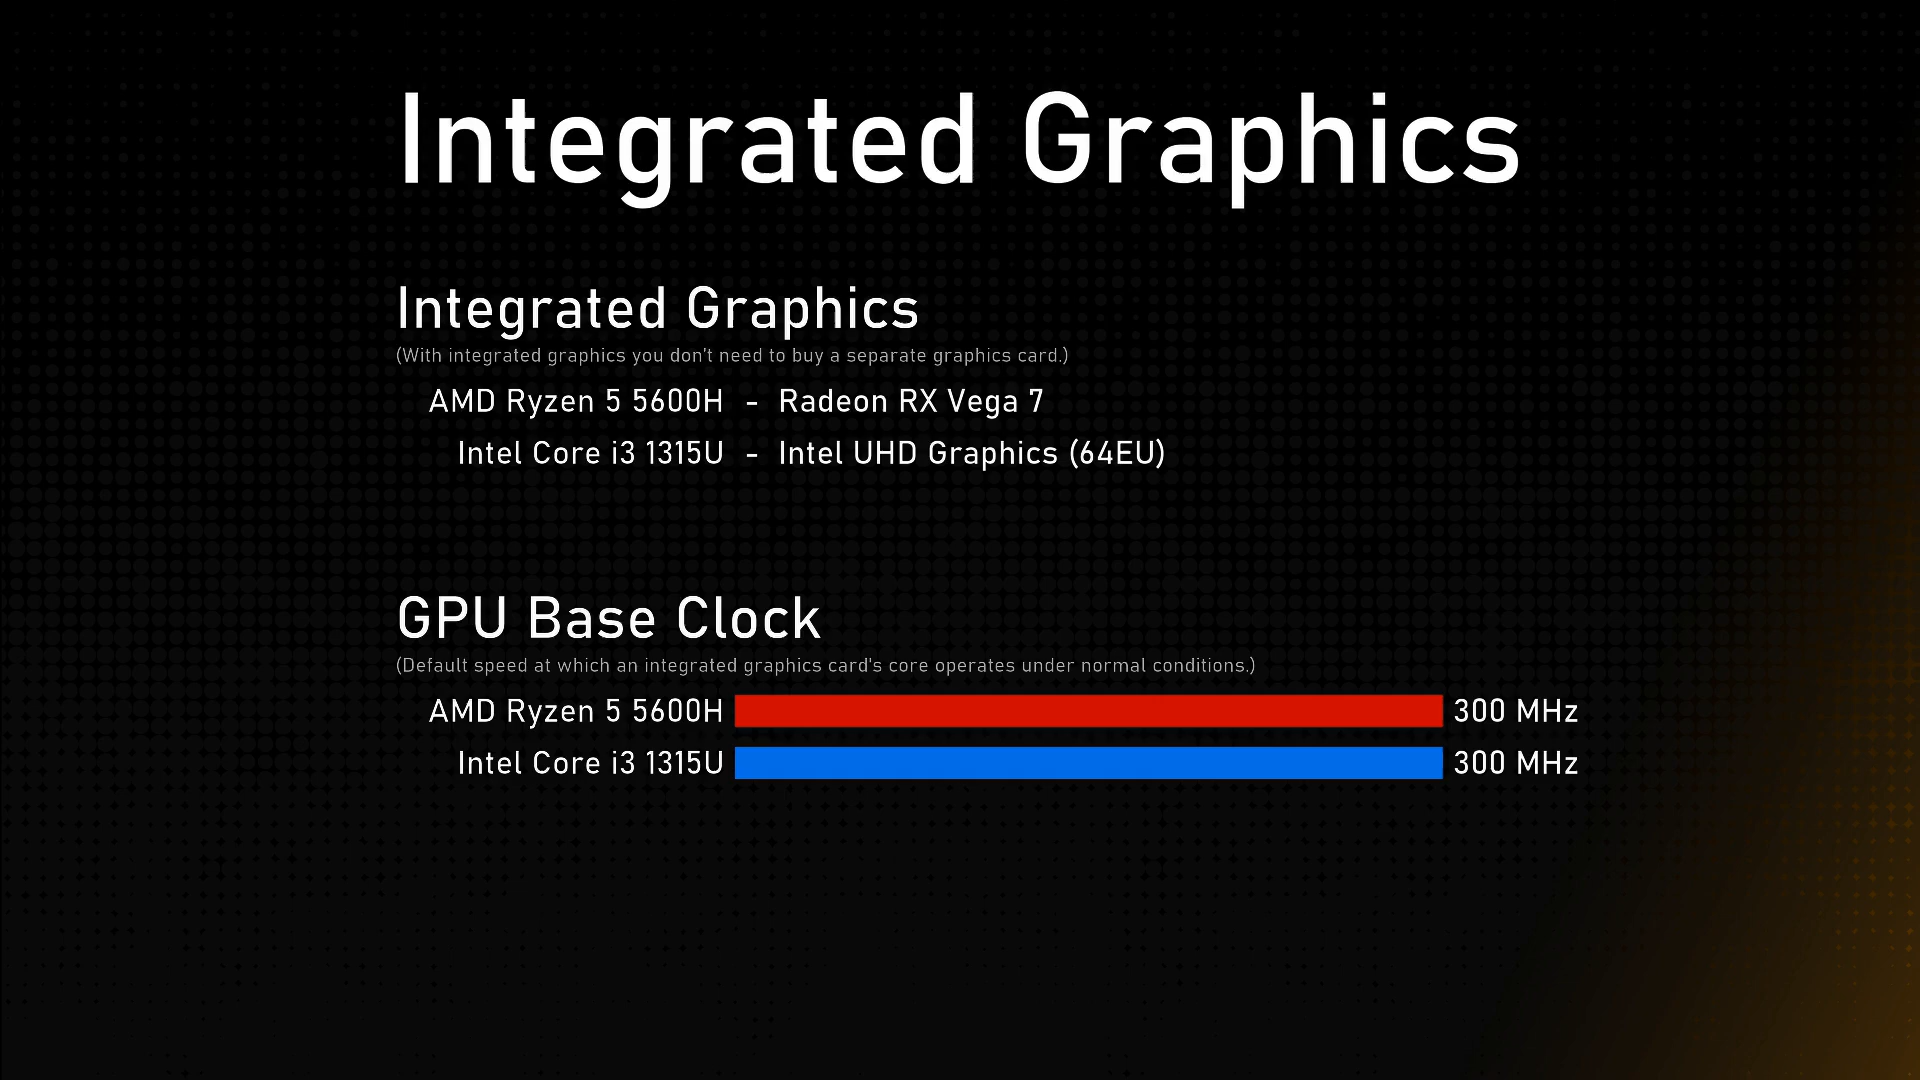 Integrated Graphics
Integrated Graphics
(With integrated graphics you don't need to buy a separate graphics card.)
AMD Ryzen 5 5600H - Radeon RX Vega 7
Intel Core i3 1315U - Intel UHD Graphics (64EU)
GPU Base Clock
(Default speed at which an integrated graphics card's core operates under normal conditions.)
AMD Ryzen 5 5600H 300 MHz
Intel Core i3 1315U 300 MHz